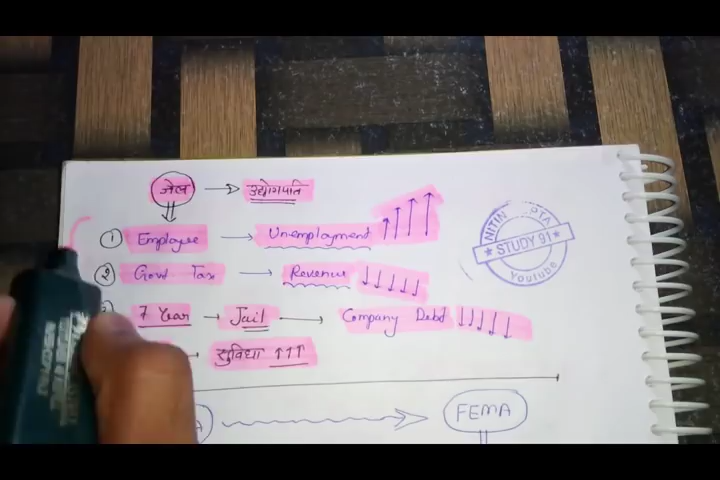 जेल → उद्योगपति
① Employee → Unemployment ↑↑↑↑
② Govt Tax → Revenue ↓↓↓↓↓
7 Year → Jail → Company Debt ↓↓↓↓↓
→ सुविधा ↑↑↑
FEMA
NITIN
PTA
STUDY 91
Youtube